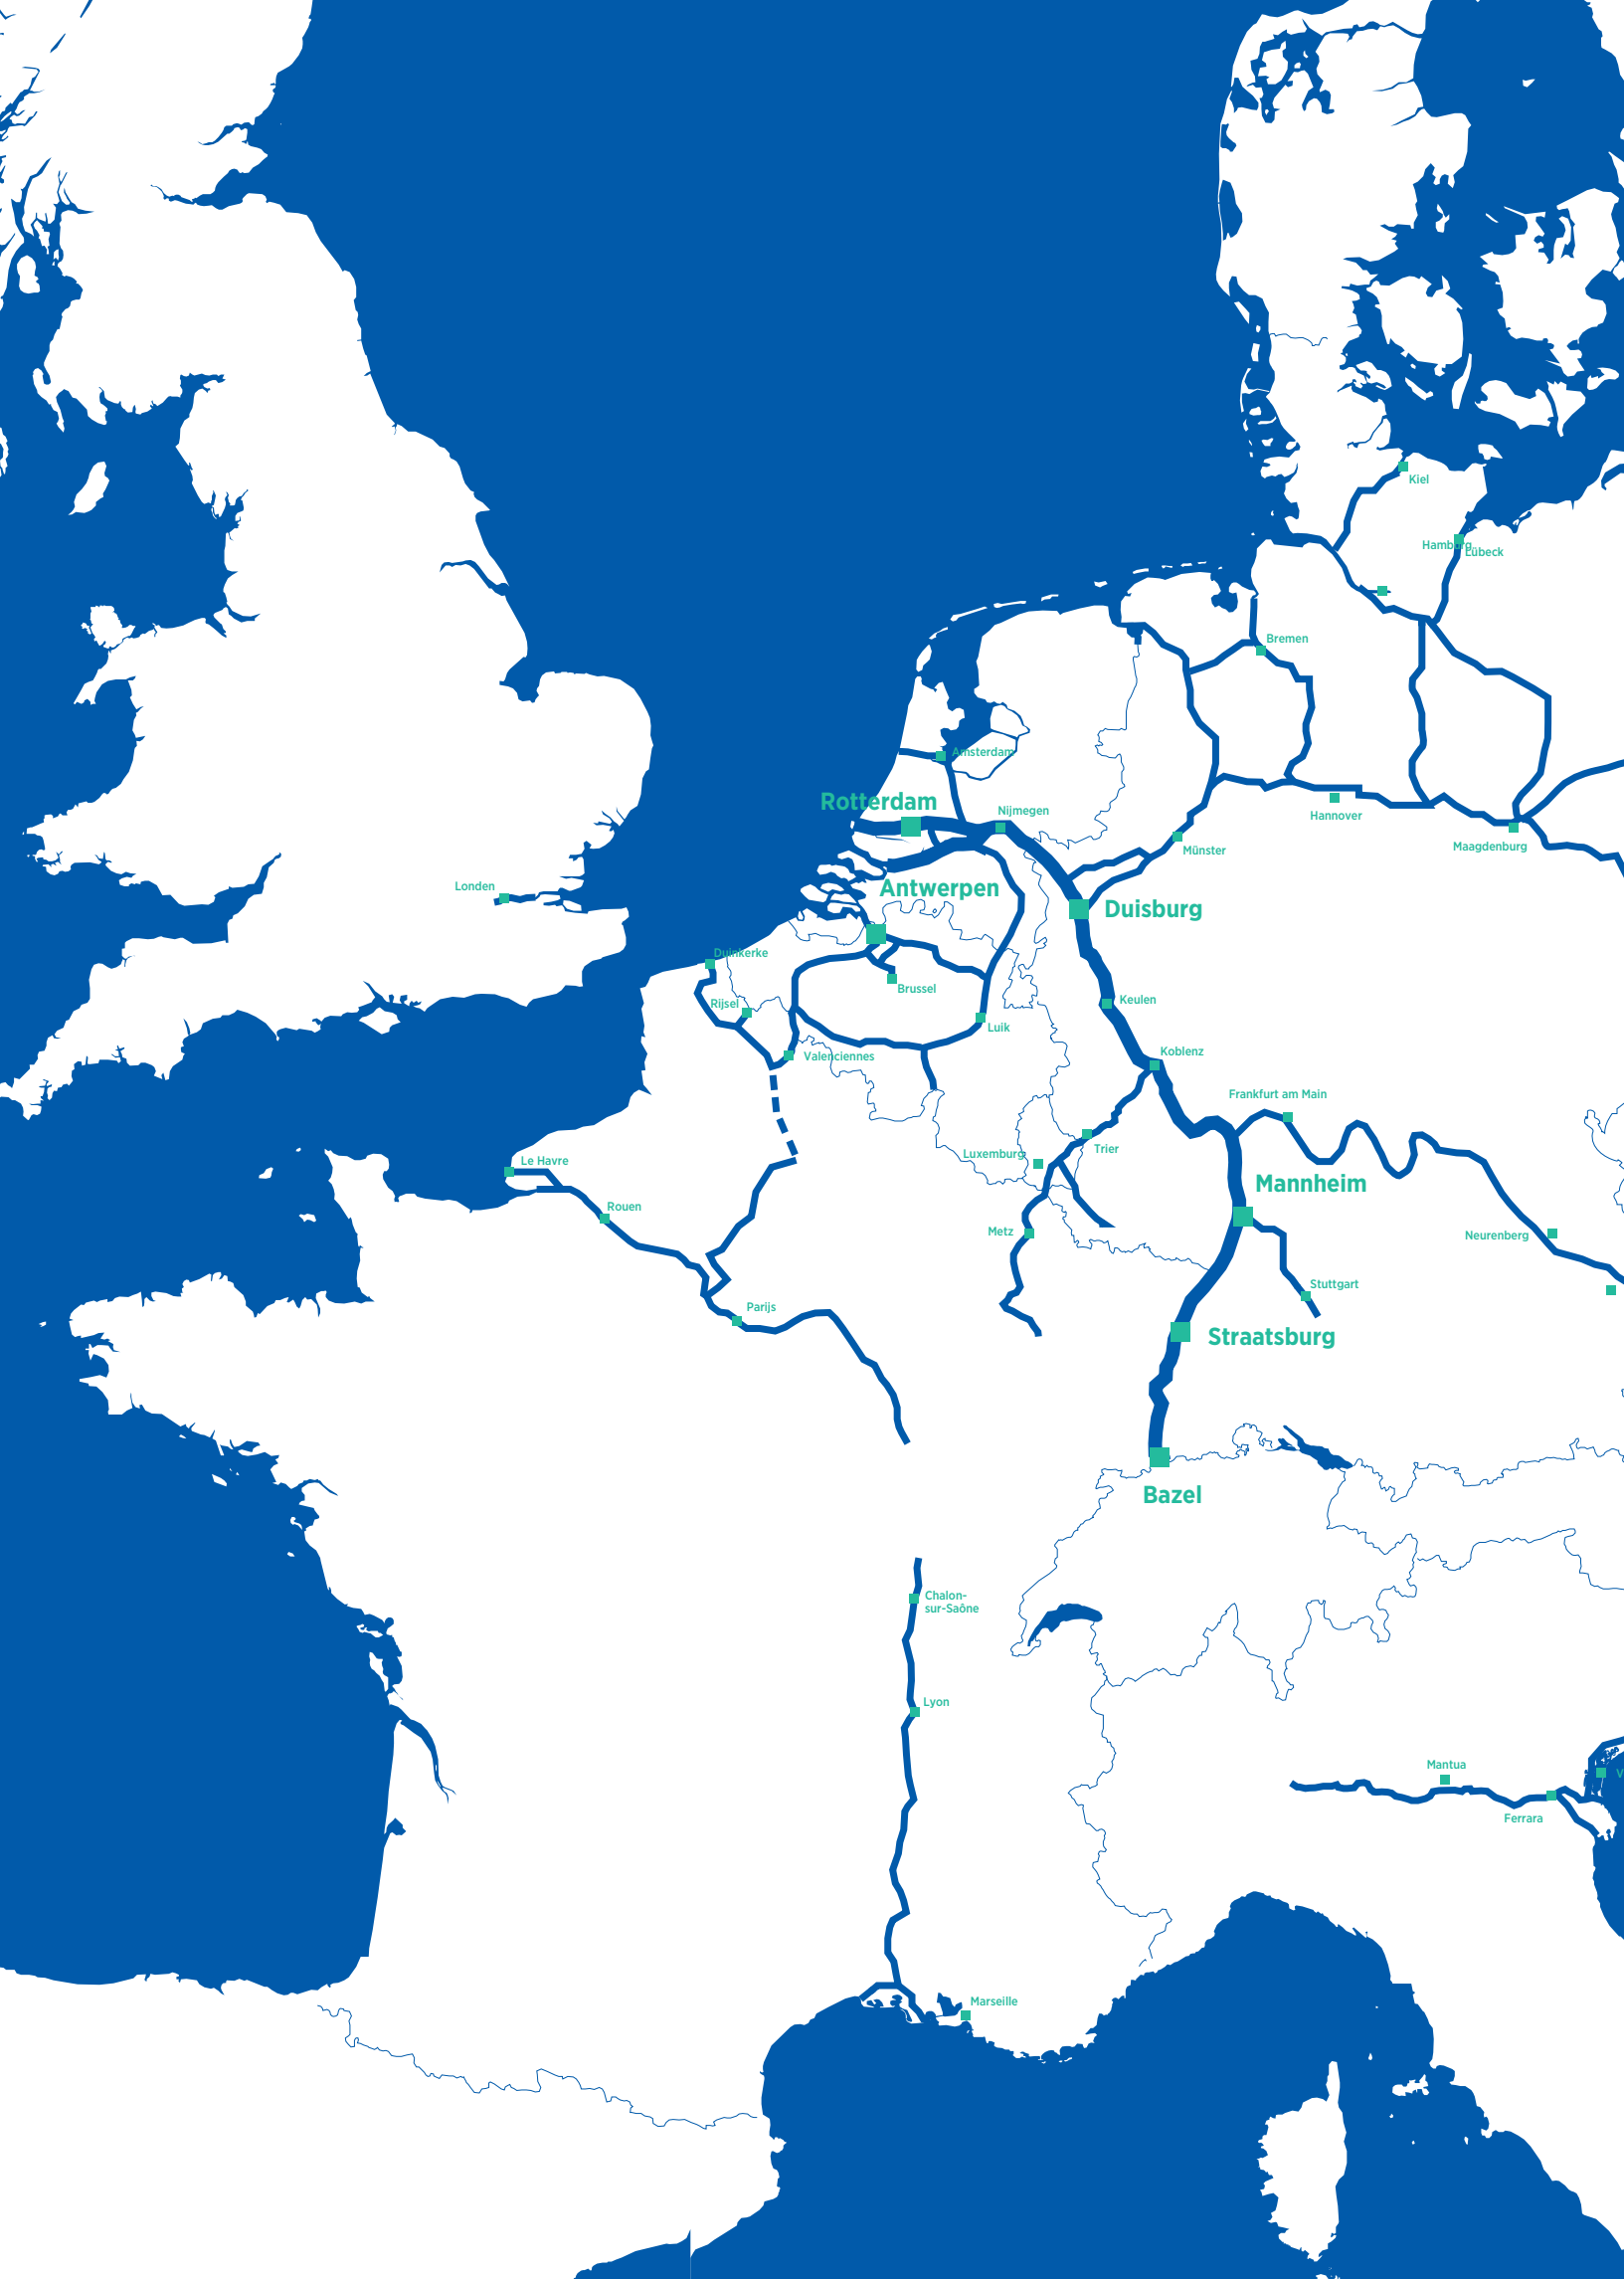 Kiel
Hamburg
Lübeck
Bremen
Amsterdam
Rotterdam
Nijmegen
Hannover
Münster
Maagdenburg
Londen
Antwerpen
Duisburg
Duinkerke
Brussel
Rijsel
Keulen
Luik
Valenciennes
Koblenz
Frankfurt am Main
Trier
Luxemburg
Le Havre
Mannheim
Rouen
Metz
Neurenberg
Stuttgart
Parijs
Straatsburg
Bazel
Chalon-
sur-Saône
Lyon
Mantua
V
Ferrara
Marseille